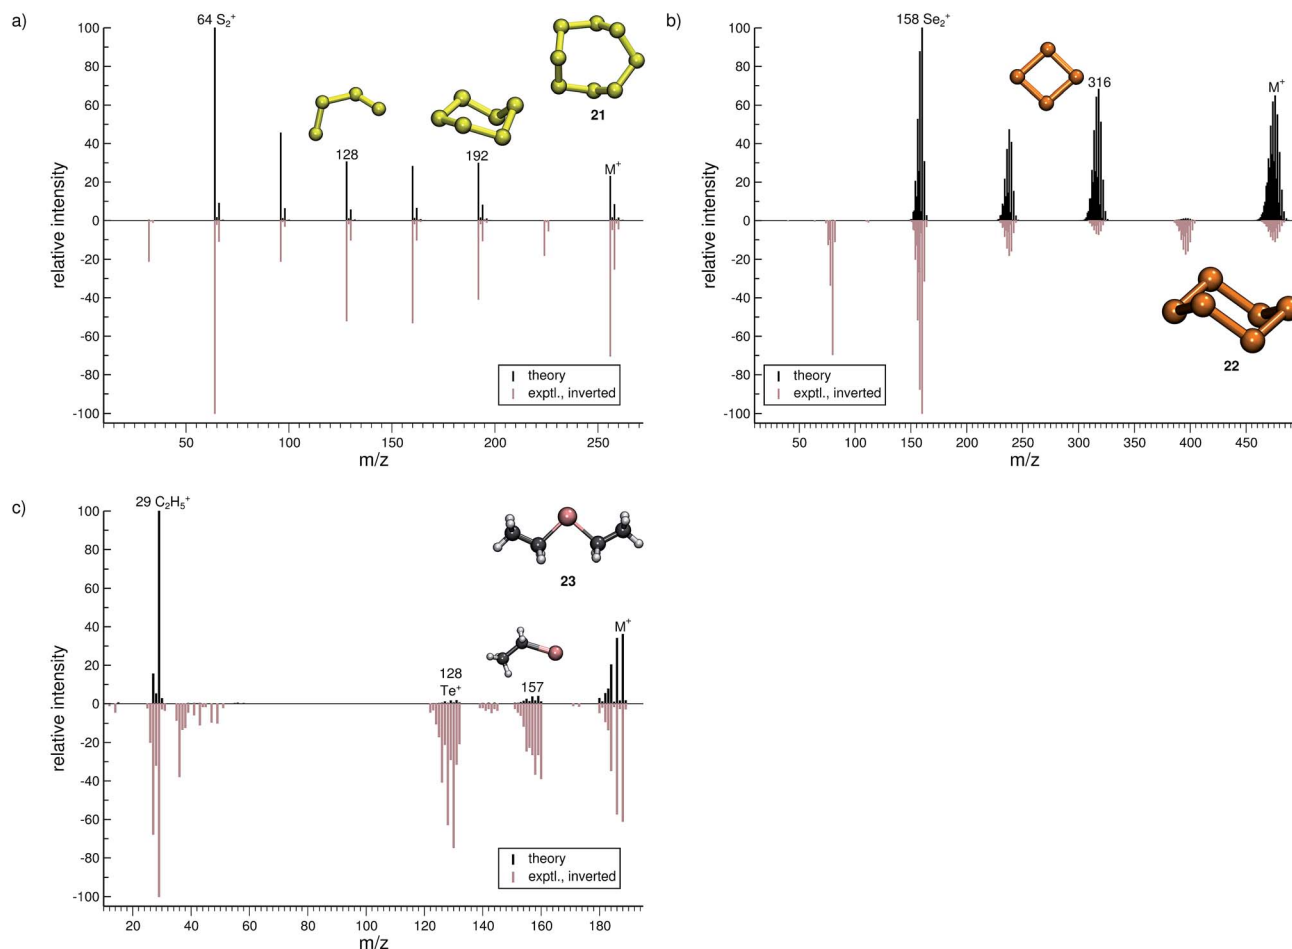 a)
64 S₂⁺
100
80
60
40
20
0
-20
-40
-60
-80
-100
relative intensity
128
192
21
M⁺
theory
exptl., inverted
50
100
150
200
250
m/z
b)
158 Se₂⁺
100
80
60
40
20
0
-20
-40
-60
-80
-100
relative intensity
316
M⁺
22
theory
exptl., inverted
50
100
150
200
250
300
350
400
450
m/z
c)
29 C₂H₅⁺
100
80
60
40
20
0
-20
-40
-60
-80
-100
relative intensity
23
128
Te⁺
157
M⁺
theory
exptl., inverted
20
40
60
80
100
120
140
160
180
m/z